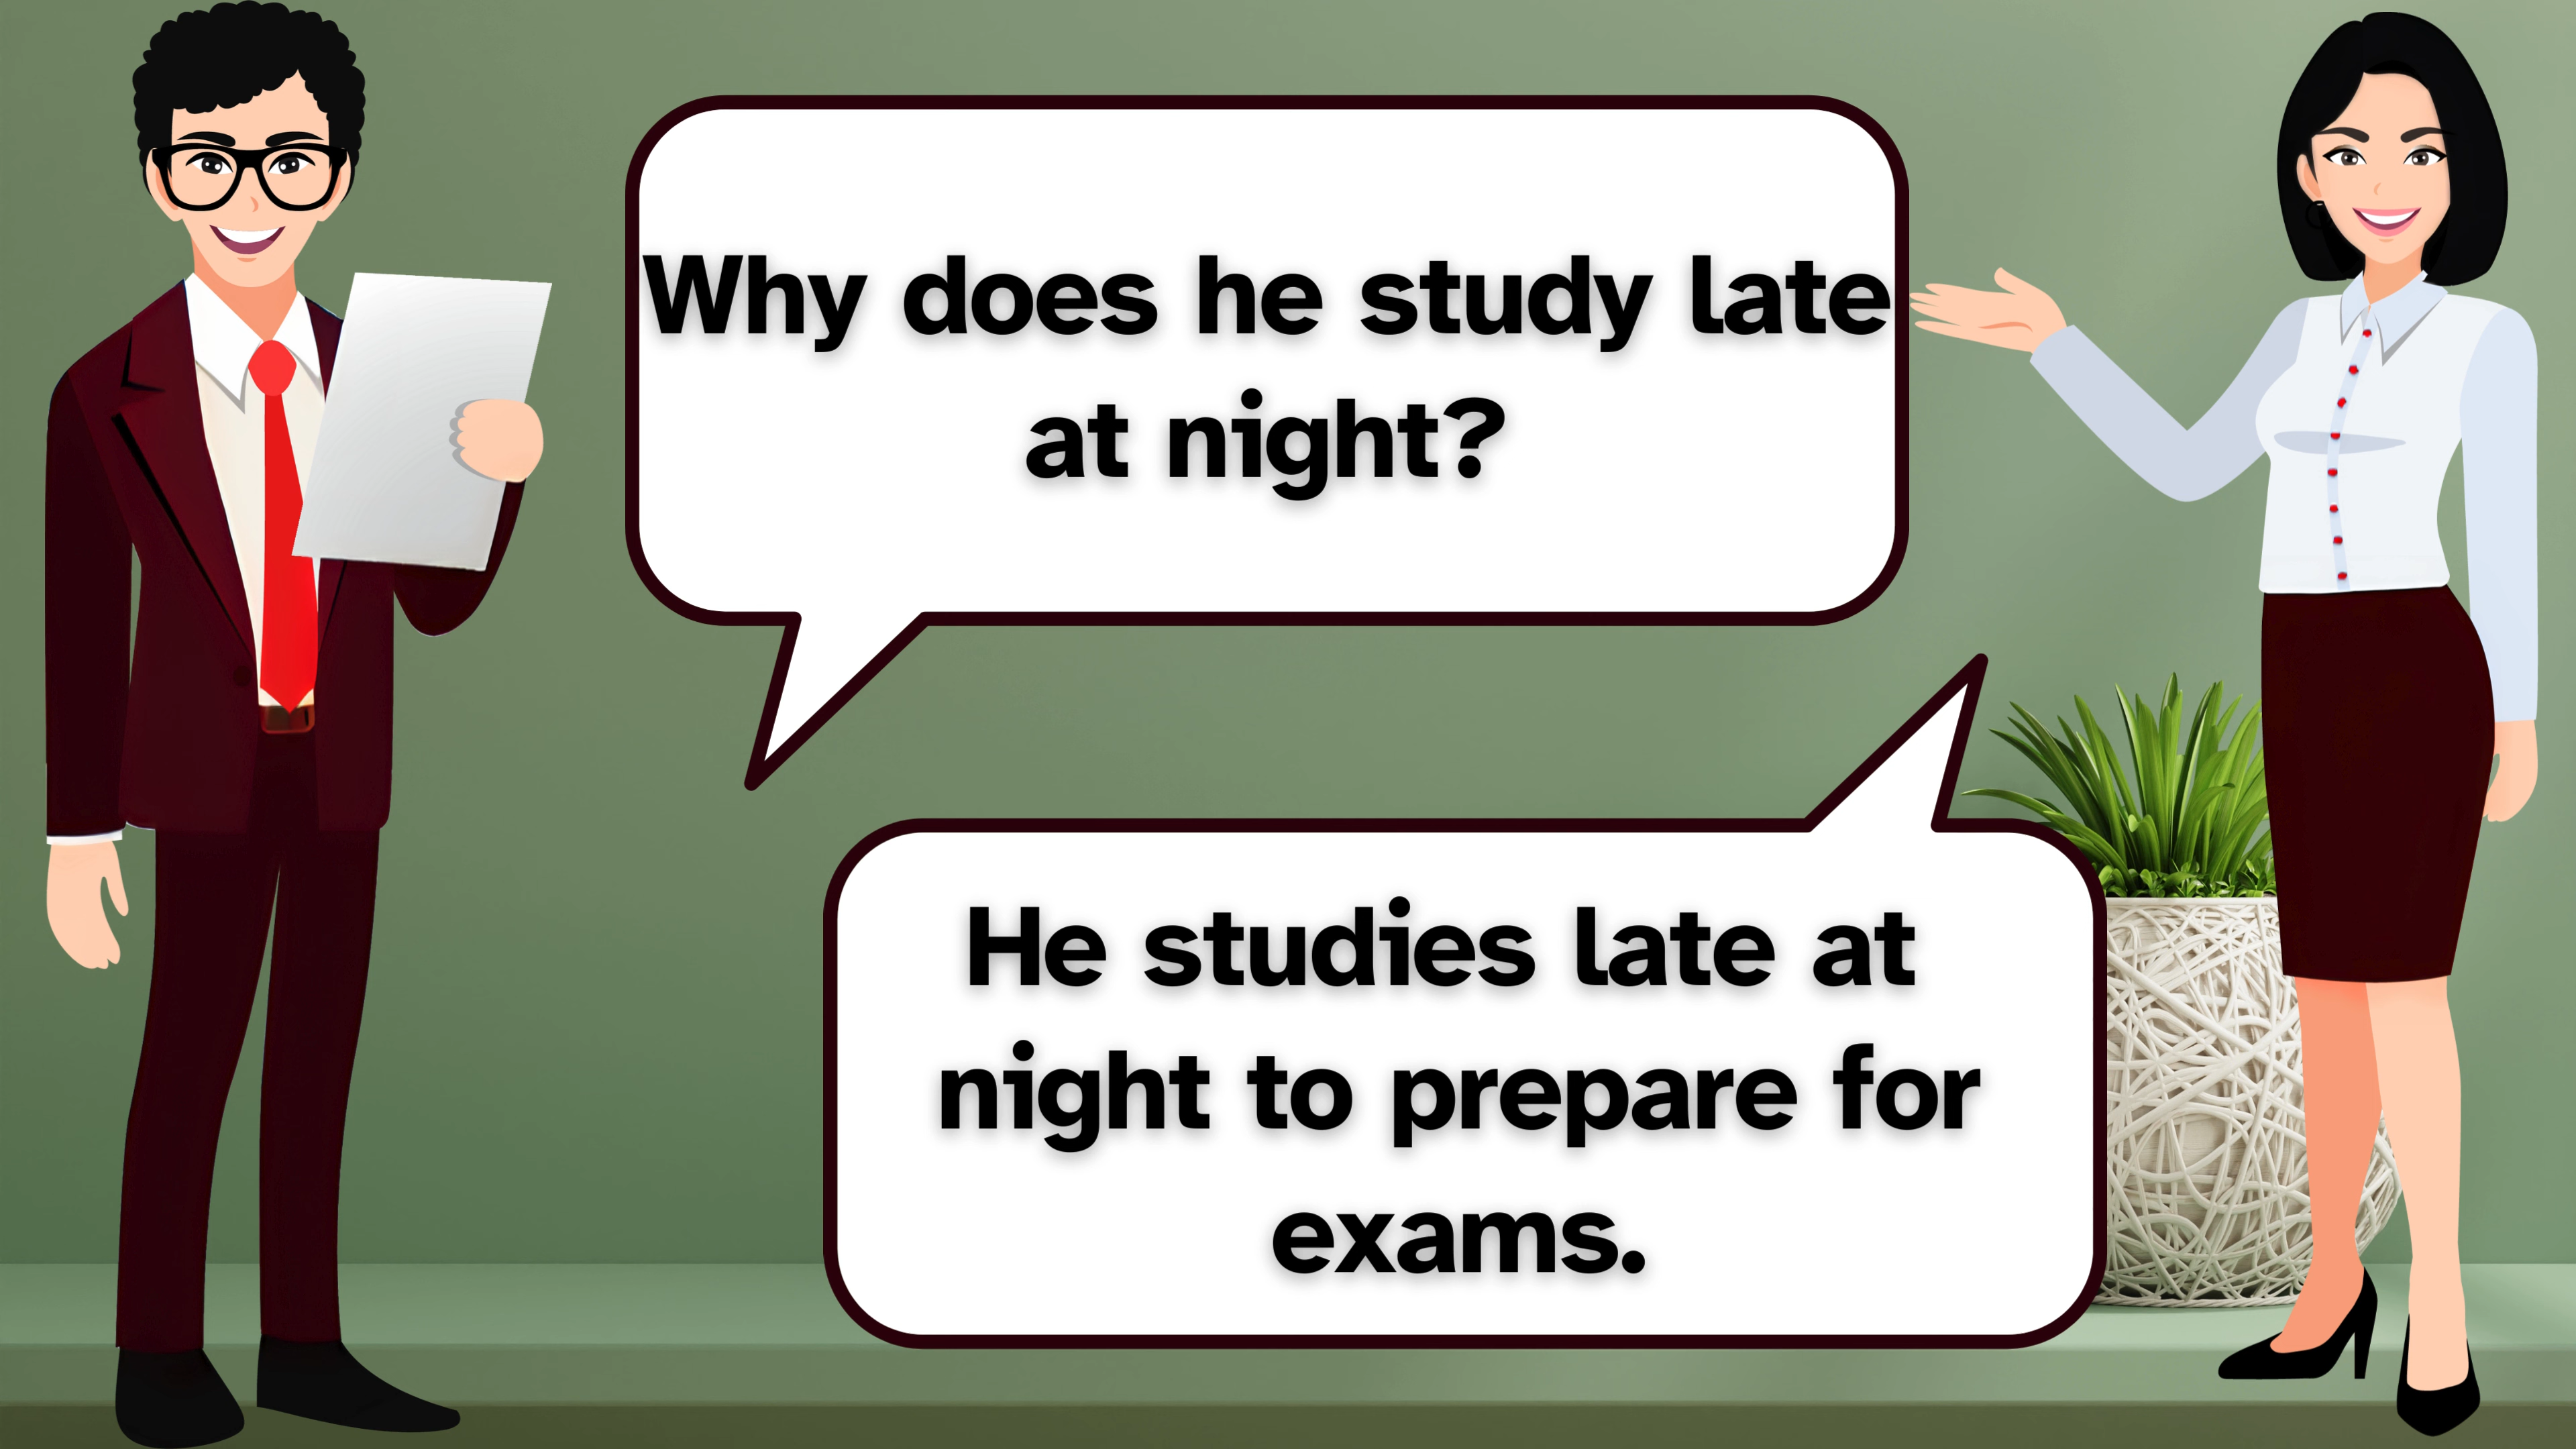 Why does he study late
at night?
He studies late at
night to prepare for
exams.